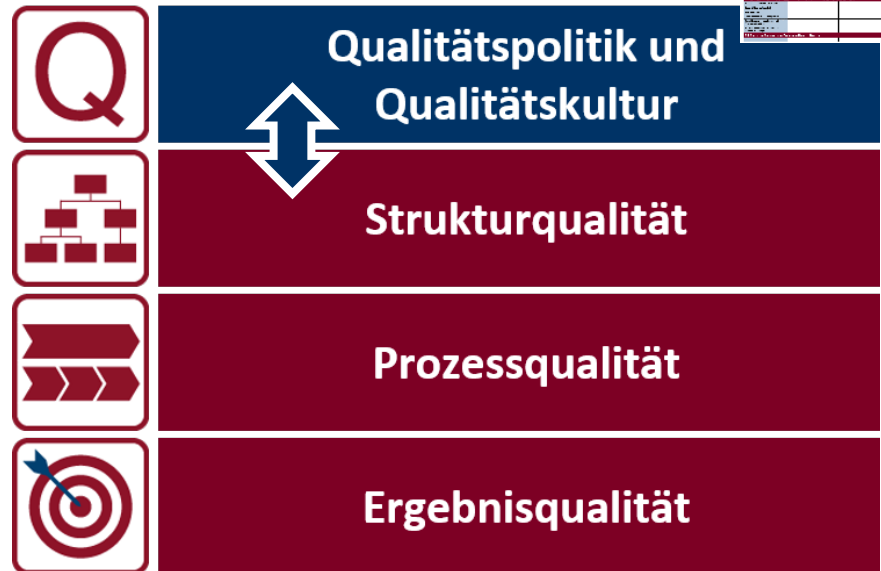 Q
Qualitätspolitik und
Qualitätskultur
Strukturqualität
Prozessqualität
Ergebnisqualität